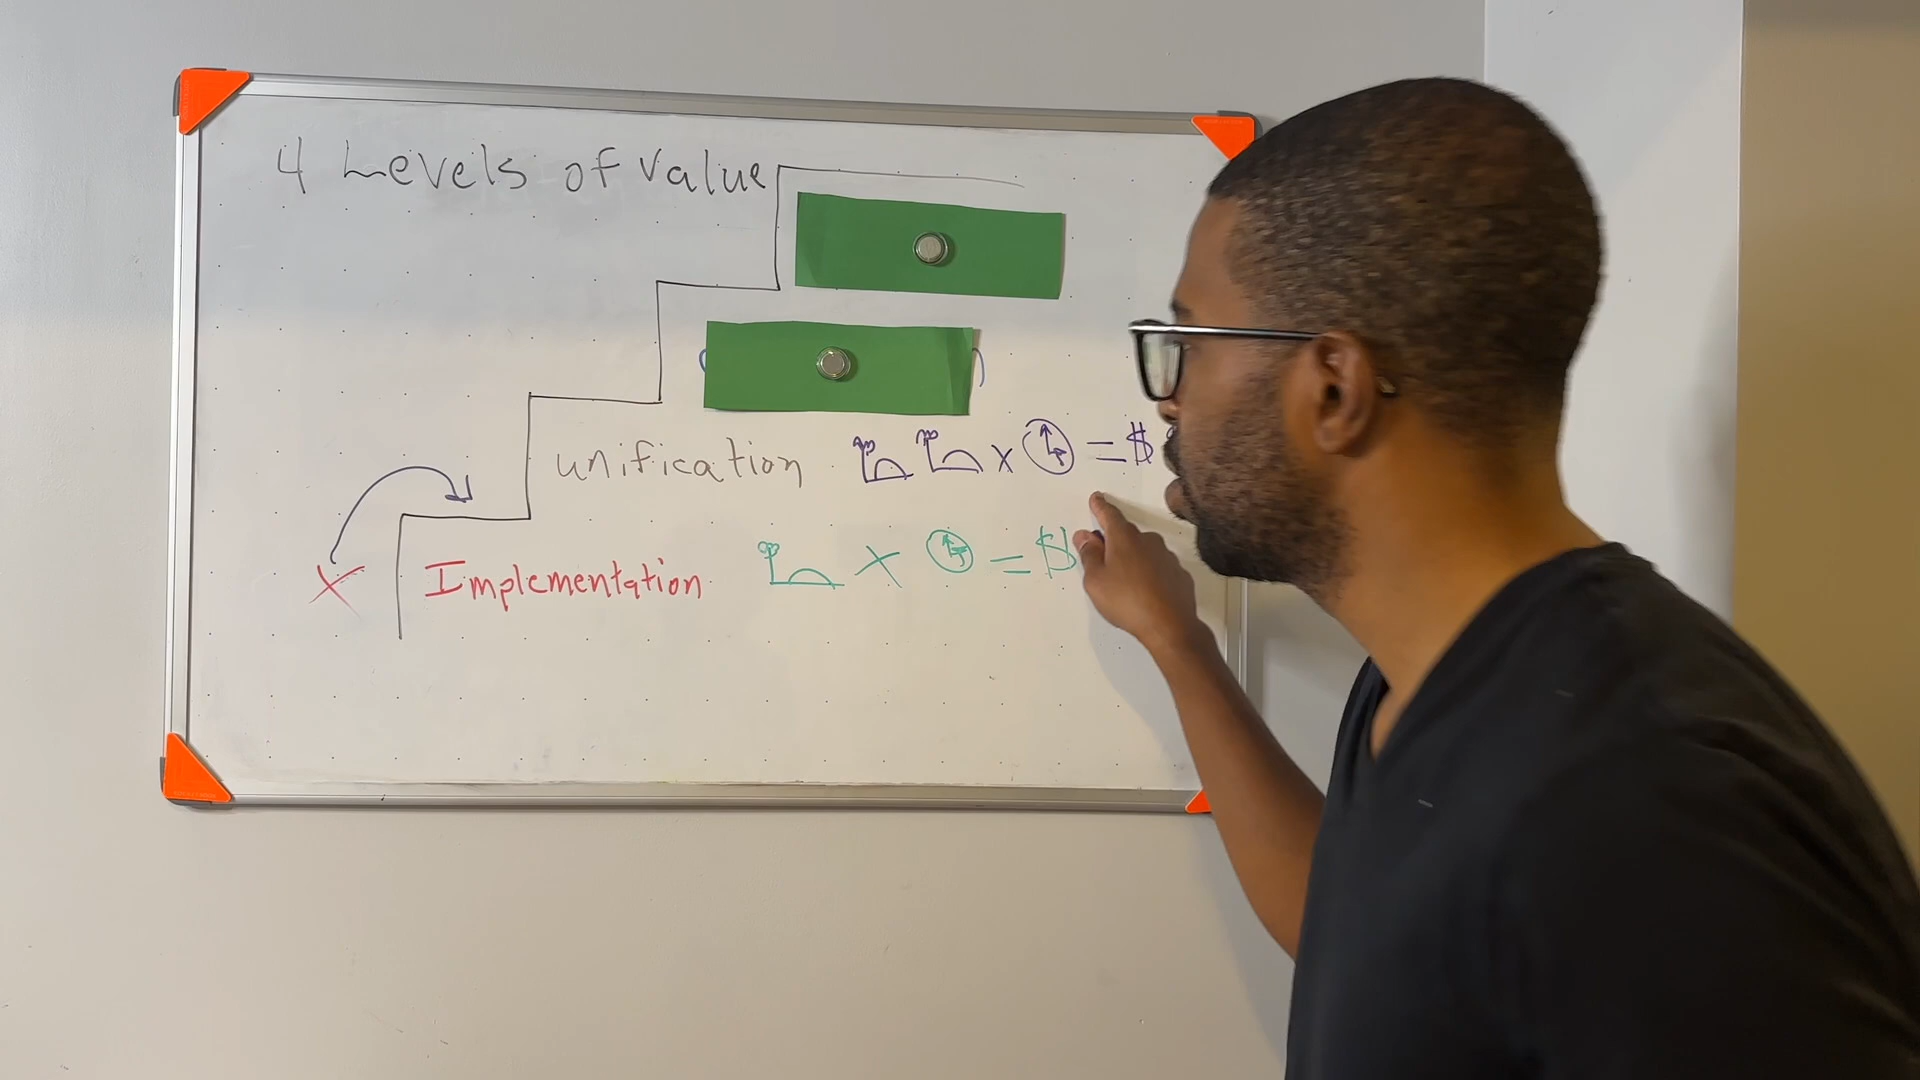 4 Levels of value
unification x = $
Implementation x = $